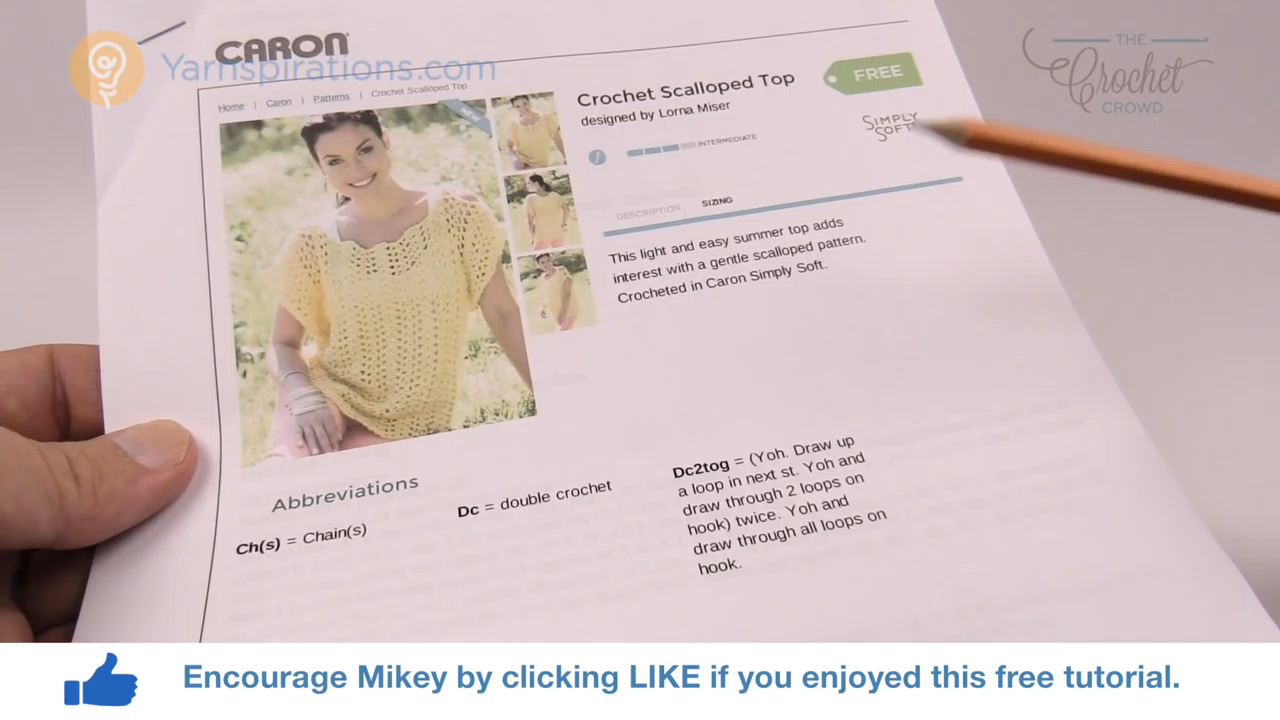 CARON
Yarnspirations.com
THE
Crochet
CROWD
Home | Caron | Patterns | Crochet Scalloped Top
NEW
Crochet Scalloped Top
designed by Lorna Miser
FREE
SIMPLY
SOFT
INTERMEDIATE
DESCRIPTION SIZING
This light and easy summer top adds
interest with a gentle scalloped pattern.
Crocheted in Caron Simply Soft.
Abbreviations
Ch(s) = Chain(s)
Dc = double crochet
Dc2tog = (Yoh. Draw up
a loop in next st. Yoh and
draw through 2 loops on
hook) twice. Yoh and
draw through all loops on
hook.
Encourage Mikey by clicking LIKE if you enjoyed this free tutorial.